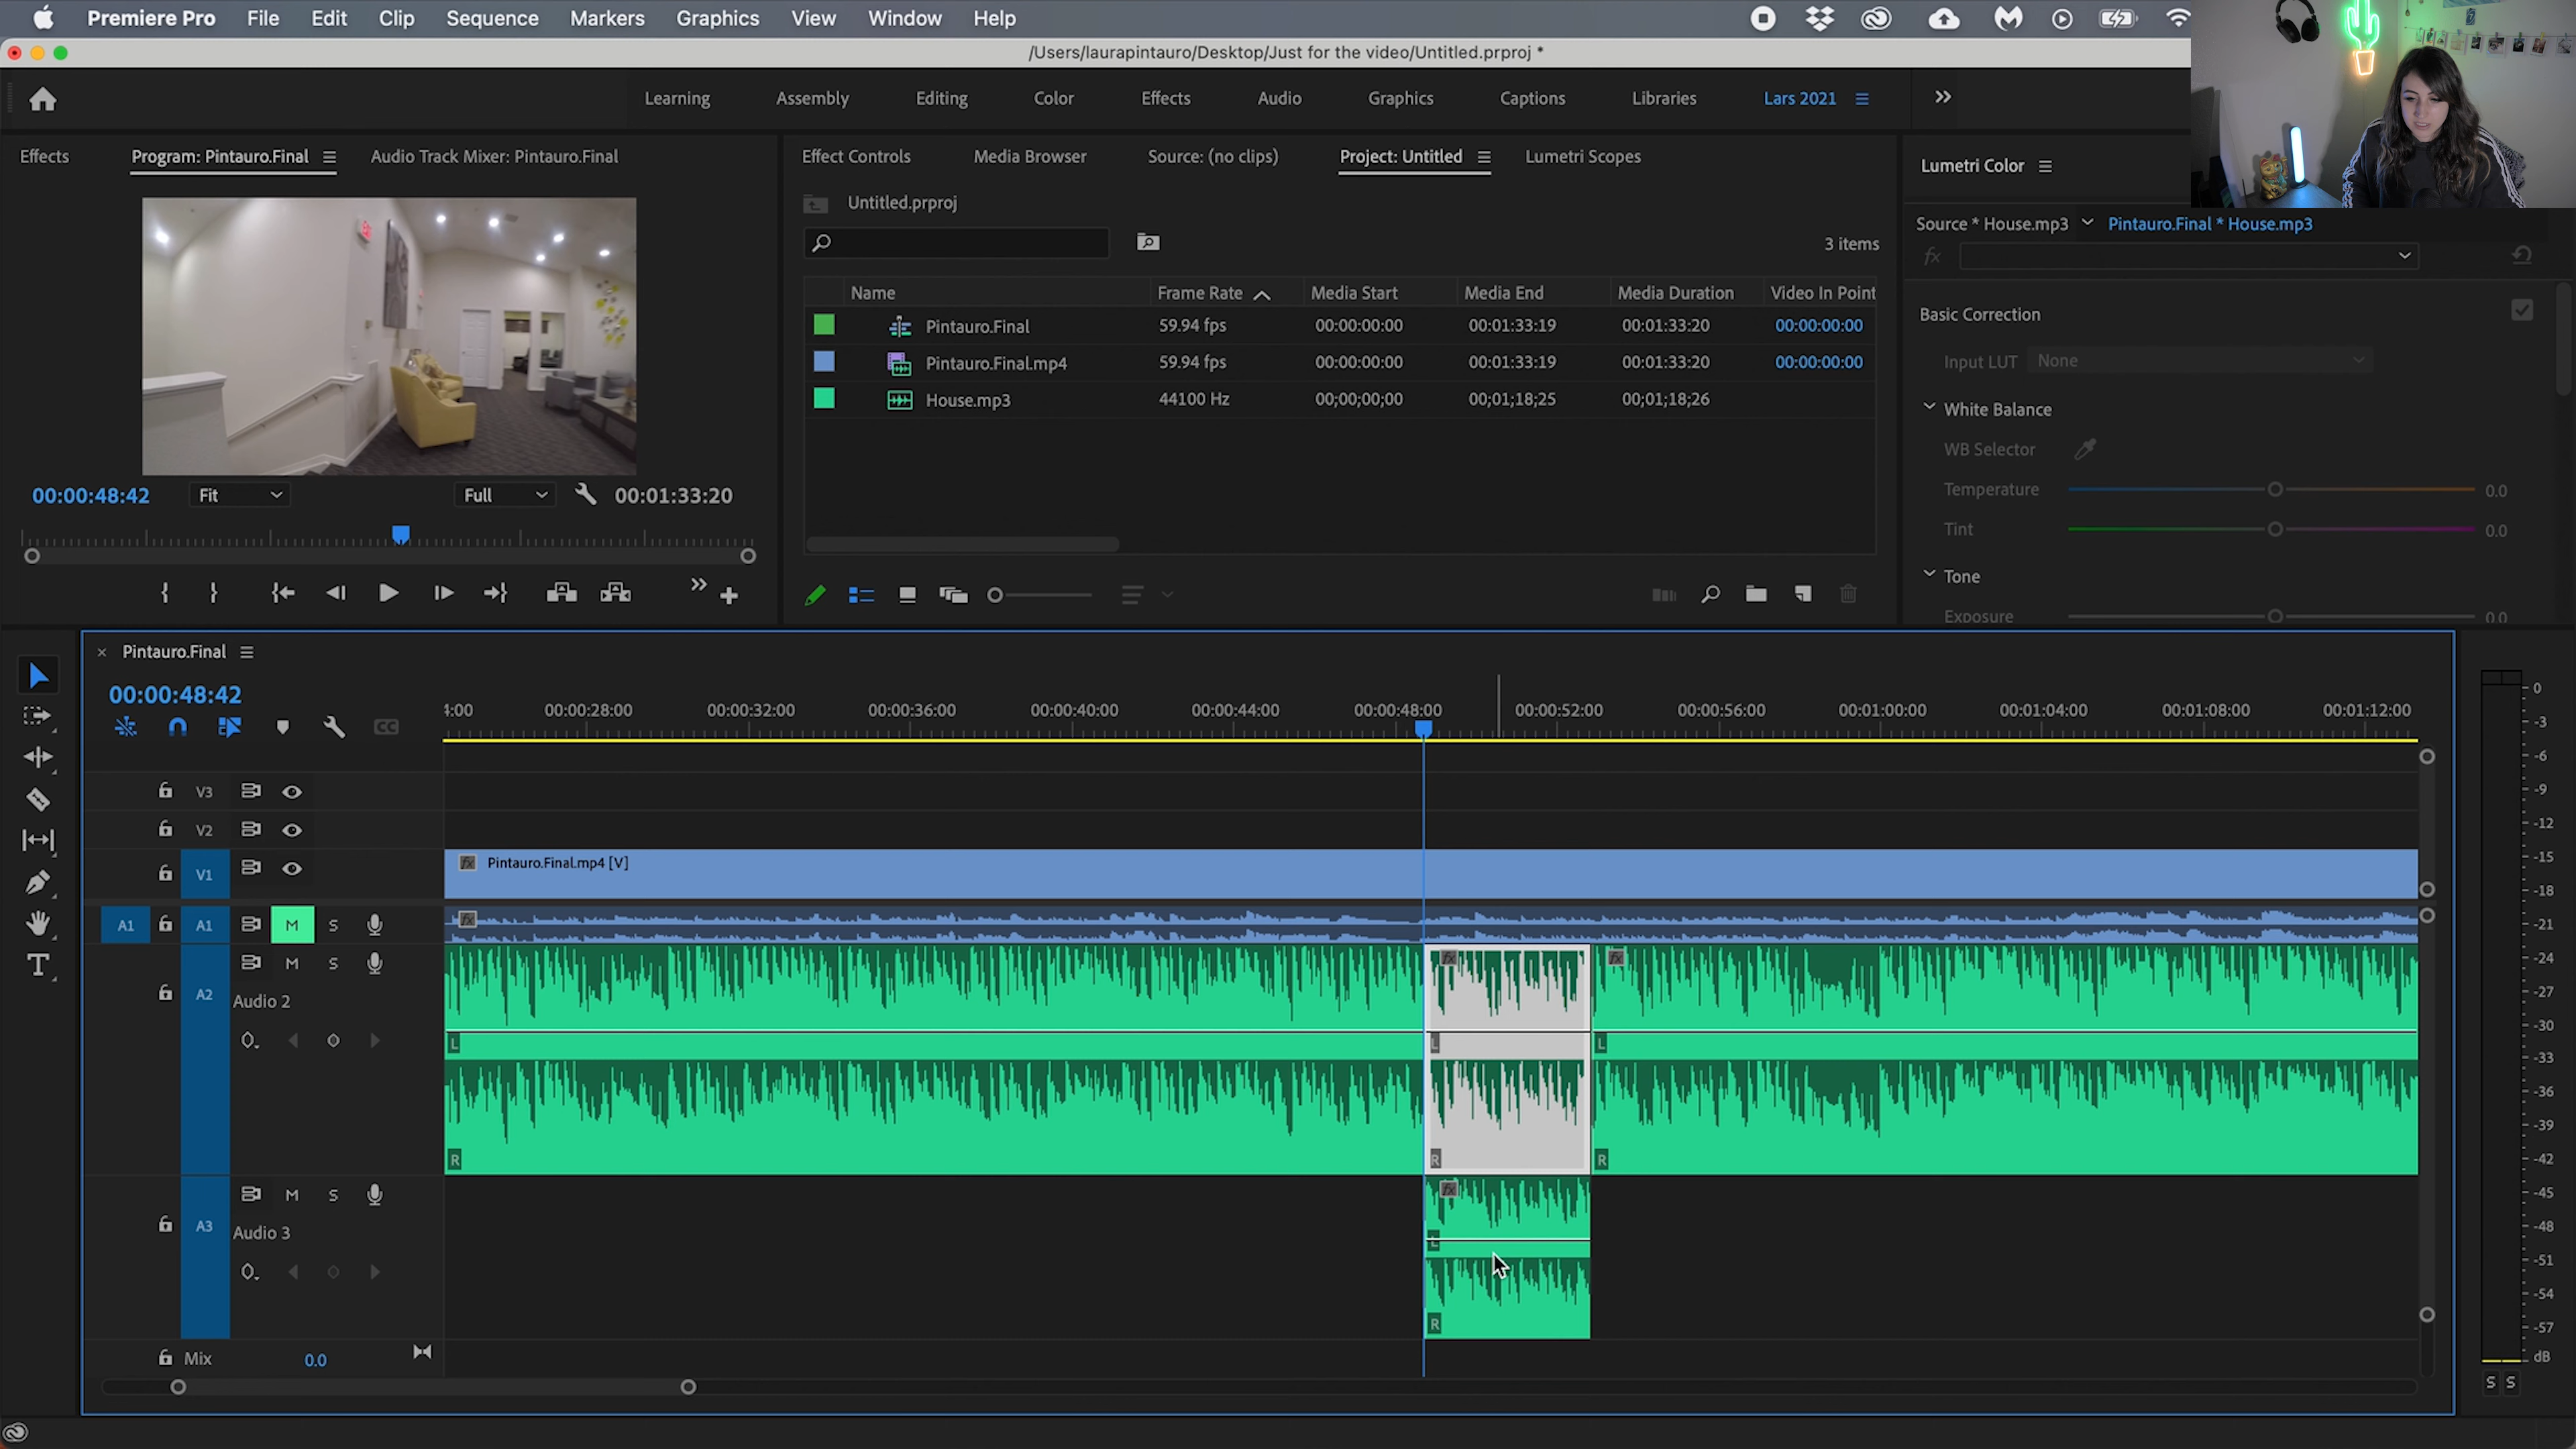 Premiere Pro File Edit Clip Sequence Markers Graphics View Window Help
/Users/laurapintauro/Desktop/Just for the video/Untitled.prproj *
Learning Assembly Editing Color Effects Audio Graphics Captions Libraries Lars 2021
Effects Program: Pintauro.Final Audio Track Mixer: Pintauro.Final
Effect Controls Media Browser Source: (no clips) Project: Untitled Lumetri Scopes
Lumetri Color
Untitled.prproj
3 items
Source * House.mp3 Pintauro.Final * House.mp3
fx
Name Frame Rate Media Start Media End Media Duration Video In Point
Pintauro.Final 59.94 fps 00:00:00:00 00:01:33:19 00:01:33:20 00:00:00:00
Pintauro.Final.mp4 59.94 fps 00:00:00:00 00:01:33:19 00:01:33:20 00:00:00:00
House.mp3 44100 Hz 00;00;00;00 00;01;18;25 00;01;18;26
Basic Correction
Input LUT None
White Balance
WB Selector
Temperature 0.0
Tint 0.0
Tone
Exposure 0.0
00:00:48:42 Fit Full 00:01:33:20
Pintauro.Final
00:00:48:42
CC
4:00 00:00:28:00 00:00:32:00 00:00:36:00 00:00:40:00 00:00:44:00 00:00:48:00 00:00:52:00 00:00:56:00 00:01:00:00 00:01:04:00 00:01:08:00 00:01:12:00
V3
V2
V1
fx Pintauro.Final.mp4 [V]
A1 A1 M S
fx
A2 M S
Audio 2
fx fx
L L L
R R R
A3 M S
Audio 3
fx
L
R
Mix 0.0
T
0
-3
-6
-9
-12
-15
-18
-21
-24
-27
-30
-33
-36
-39
-42
-45
-48
-51
-54
-57
dB
S S